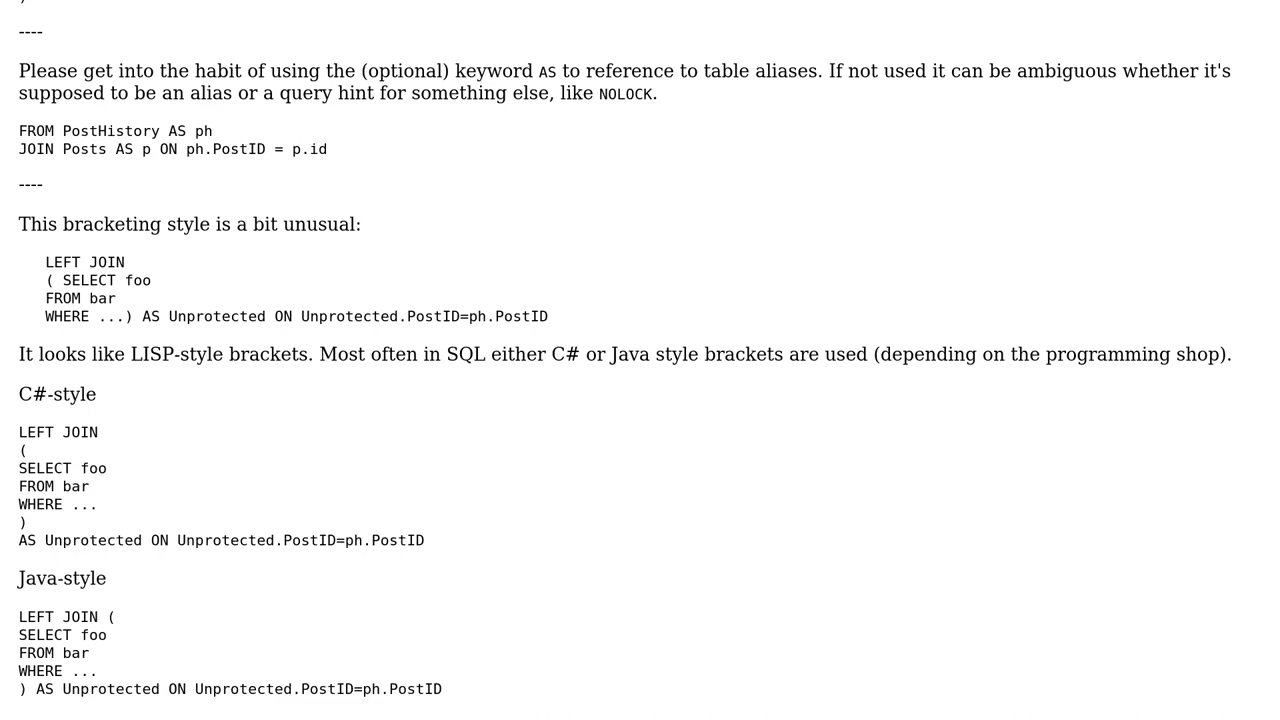 )
----
Please get into the habit of using the (optional) keyword AS to reference to table aliases. If not used it can be ambiguous whether it's
supposed to be an alias or a query hint for something else, like NOLOCK.
FROM PostHistory AS ph
JOIN Posts AS p ON ph.PostID = p.id
----
This bracketing style is a bit unusual:
LEFT JOIN
( SELECT foo
FROM bar
WHERE ...) AS Unprotected ON Unprotected.PostID=ph.PostID
It looks like LISP-style brackets. Most often in SQL either C# or Java style brackets are used (depending on the programming shop).
C#-style
LEFT JOIN
(
SELECT foo
FROM bar
WHERE ...
)
AS Unprotected ON Unprotected.PostID=ph.PostID
Java-style
LEFT JOIN (
SELECT foo
FROM bar
WHERE ...
) AS Unprotected ON Unprotected.PostID=ph.PostID